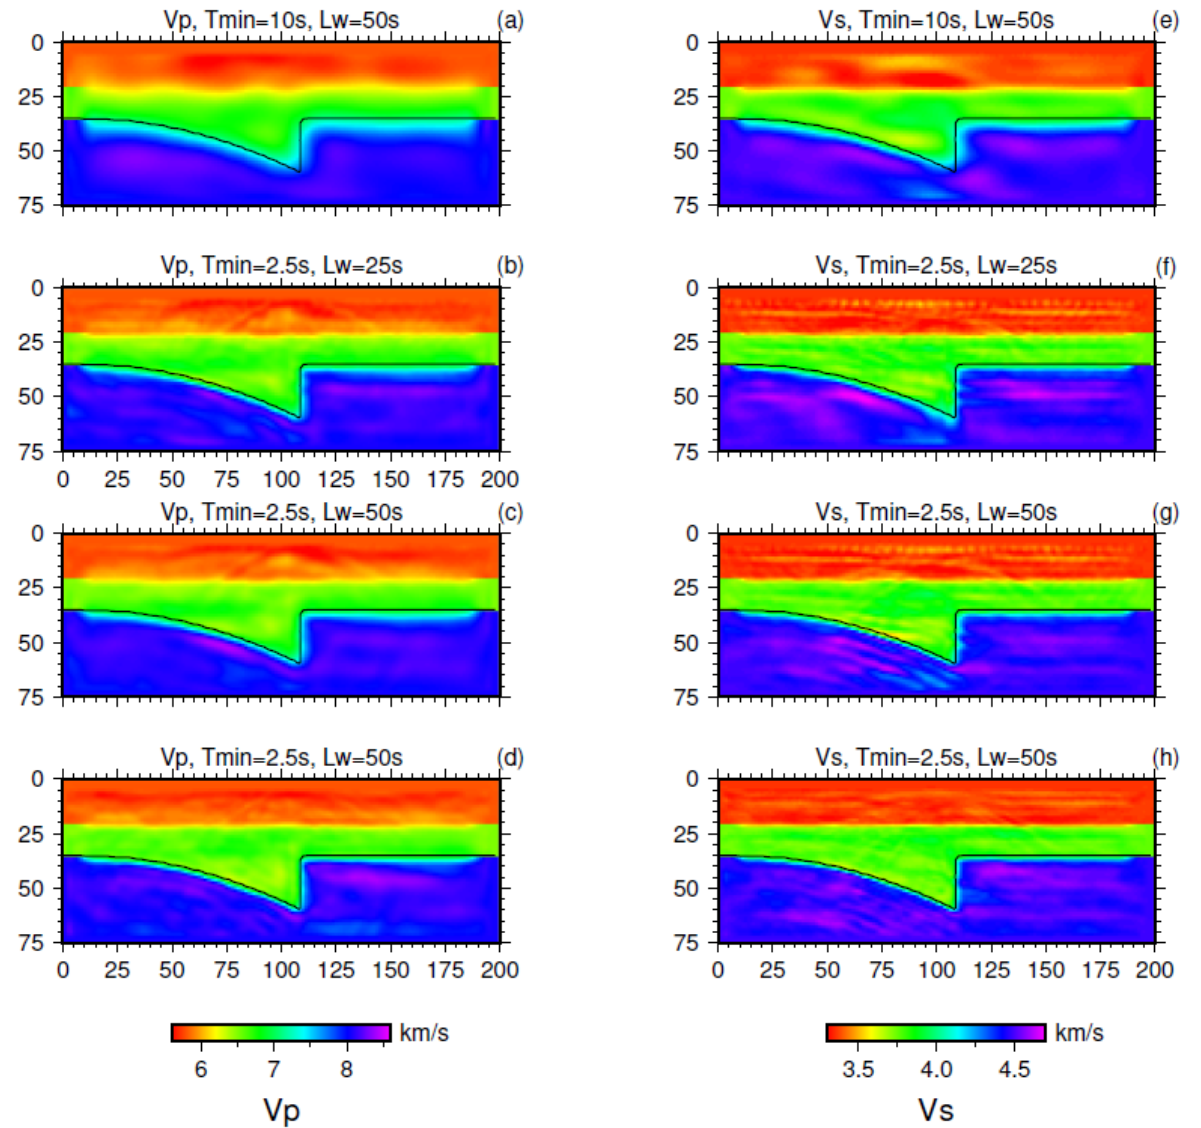 Vp, Tmin=10s, Lw=50s (a)
0
25
50
75
Vs, Tmin=10s, Lw=50s (e)
0
25
50
75
Vp, Tmin=2.5s, Lw=25s (b)
0
25
50
75
0 25 50 75 100 125 150 175 200
Vs, Tmin=2.5s, Lw=25s (f)
0
25
50
75
Vp, Tmin=2.5s, Lw=50s (c)
0
25
50
75
Vs, Tmin=2.5s, Lw=50s (g)
0
25
50
75
Vp, Tmin=2.5s, Lw=50s (d)
0
25
50
75
0 25 50 75 100 125 150 175 200
Vs, Tmin=2.5s, Lw=50s (h)
0
25
50
75
0 25 50 75 100 125 150 175 200
km/s
6 7 8
Vp
km/s
3.5 4.0 4.5
Vs